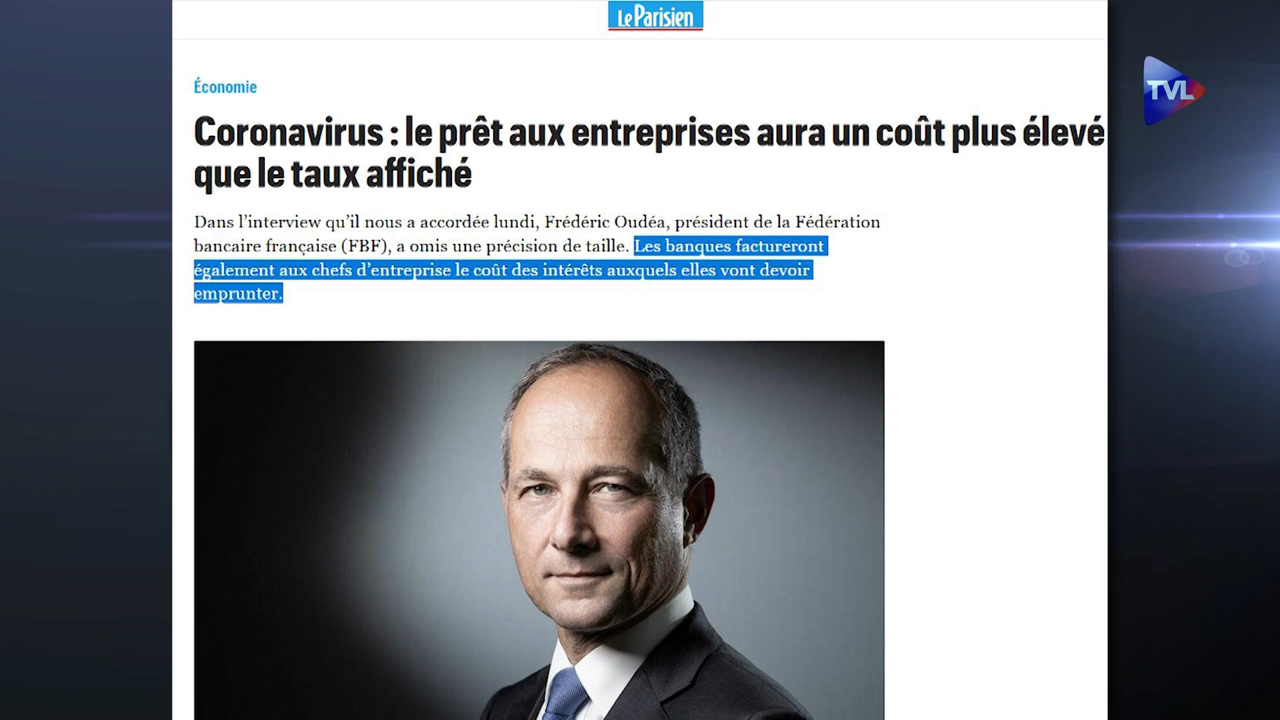 Le Parisien
TVL
Économie
Coronavirus : le prêt aux entreprises aura un coût plus élevé
que le taux affiché
Dans l’interview qu’il nous a accordée lundi, Frédéric Oudéa, président de la Fédération
bancaire française (FBF), a omis une précision de taille. Les banques factureront
également aux chefs d’entreprise le coût des intérêts auxquels elles vont devoir
emprunter.